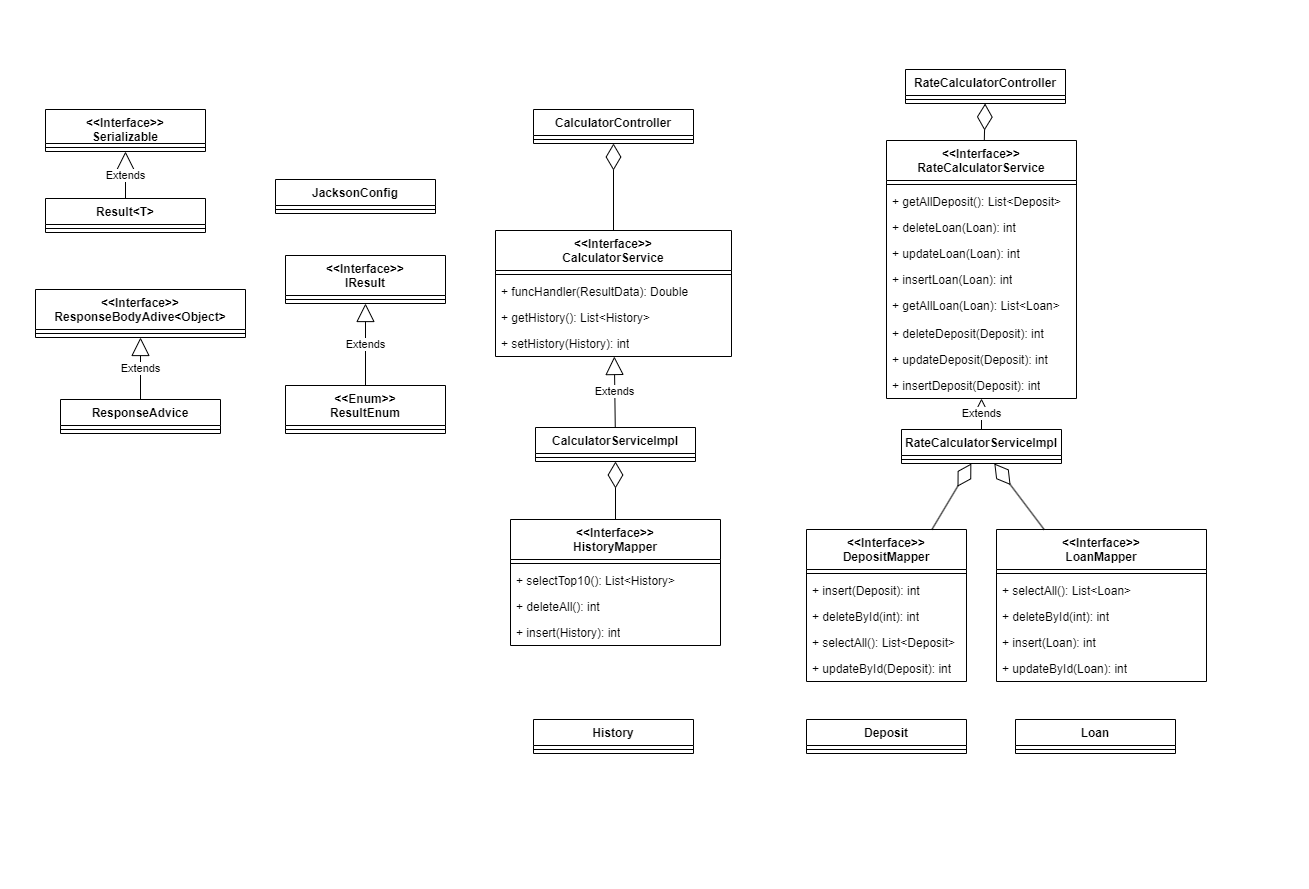 <<Interface>>
Serializable
Extends
Result<T>
<<Interface>>
ResponseBodyAdive<Object>
Extends
ResponseAdvice
JacksonConfig
<<Interface>>
IResult
Extends
<<Enum>>
ResultEnum
CalculatorController
<<Interface>>
CalculatorService
+ funcHandler(ResultData): Double
+ getHistory(): List<History>
+ setHistory(History): int
Extends
CalculatorServiceImpl
<<Interface>>
HistoryMapper
+ selectTop10(): List<History>
+ deleteAll(): int
+ insert(History): int
History
RateCalculatorController
<<Interface>>
RateCalculatorService
+ getAllDeposit(): List<Deposit>
+ deleteLoan(Loan): int
+ updateLoan(Loan): int
+ insertLoan(Loan): int
+ getAllLoan(Loan): List<Loan>
+ deleteDeposit(Deposit): int
+ updateDeposit(Deposit): int
+ insertDeposit(Deposit): int
Extends
RateCalculatorServiceImpl
<<Interface>>
DepositMapper
+ insert(Deposit): int
+ deleteById(int): int
+ selectAll(): List<Deposit>
+ updateById(Deposit): int
<<Interface>>
LoanMapper
+ selectAll(): List<Loan>
+ deleteById(int): int
+ insert(Loan): int
+ updateById(Loan): int
Deposit
Loan